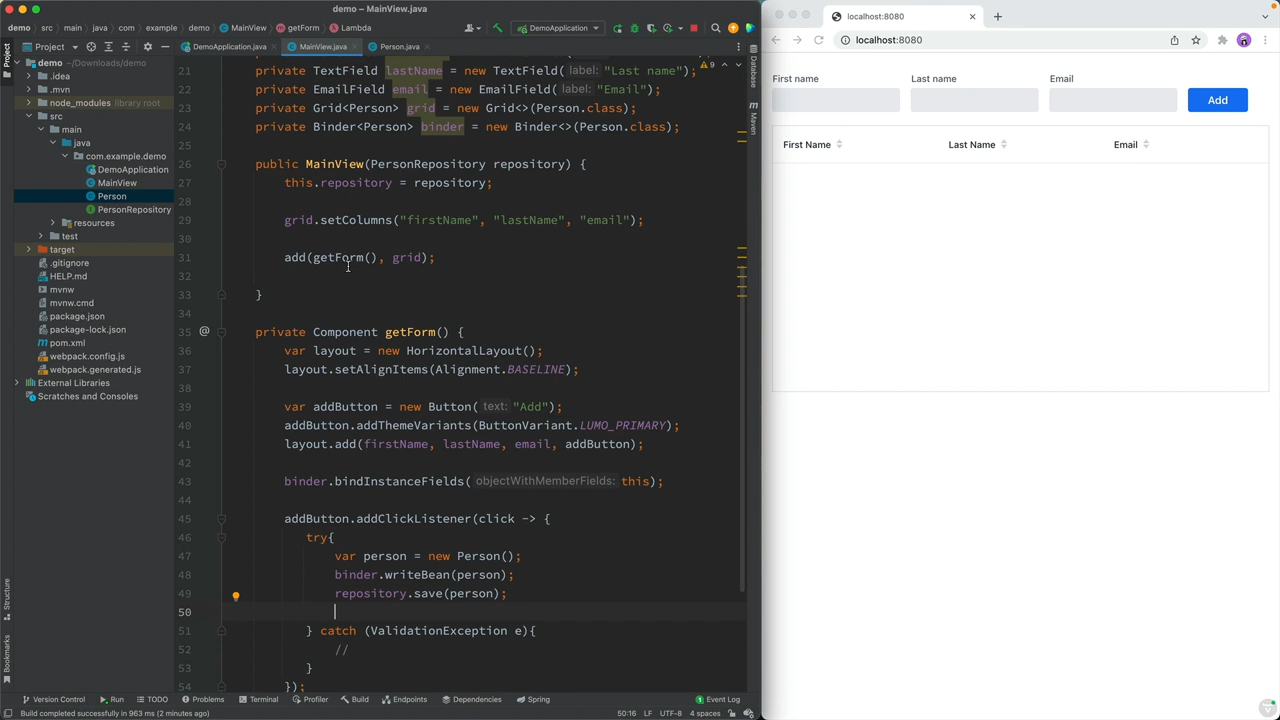 demo – MainView.java
demo src main java com example demo MainView getForm Lambda
DemoApplication
Project
DemoApplication.java MainView.java Person.java
Project
Structure
Bookmarks
Database
Maven
demo ~/Downloads/demo
.idea
.mvn
node_modules library root
src
main
java
com.example.demo
DemoApplication
MainView
Person
PersonRepository
resources
test
target
.gitignore
HELP.md
mvnw
mvnw.cmd
package.json
package-lock.json
pom.xml
webpack.config.js
webpack.generated.js
External Libraries
Scratches and Consoles
9
21 private TextField lastName = new TextField( label: "Last name");
22 private EmailField email = new EmailField( label: "Email");
23 private Grid<Person> grid = new Grid<>(Person.class);
24 private Binder<Person> binder = new Binder<>(Person.class);
25
26 public MainView(PersonRepository repository) {
27 this.repository = repository;
28
29 grid.setColumns("firstName", "lastName", "email");
30
31 add(getForm(), grid);
32
33 }
34
35 @ private Component getForm() {
36 var layout = new HorizontalLayout();
37 layout.setAlignItems(Alignment.BASELINE);
38
39 var addButton = new Button( text: "Add");
40 addButton.addThemeVariants(ButtonVariant.LUMO_PRIMARY);
41 layout.add(firstName, lastName, email, addButton);
42
43 binder.bindInstanceFields( objectWithMemberFields: this);
44
45 addButton.addClickListener(click -> {
46 try{
47 var person = new Person();
48 binder.writeBean(person);
49 repository.save(person);
50
51 } catch (ValidationException e){
52 //
53 }
54 });
Version Control Run TODO Problems Terminal Profiler Build Endpoints Dependencies Spring Event Log
Build completed successfully in 963 ms (2 minutes ago) 50:16 LF UTF-8 4 spaces
localhost:8080
localhost:8080
First name Last name Email
Add
First Name Last Name Email